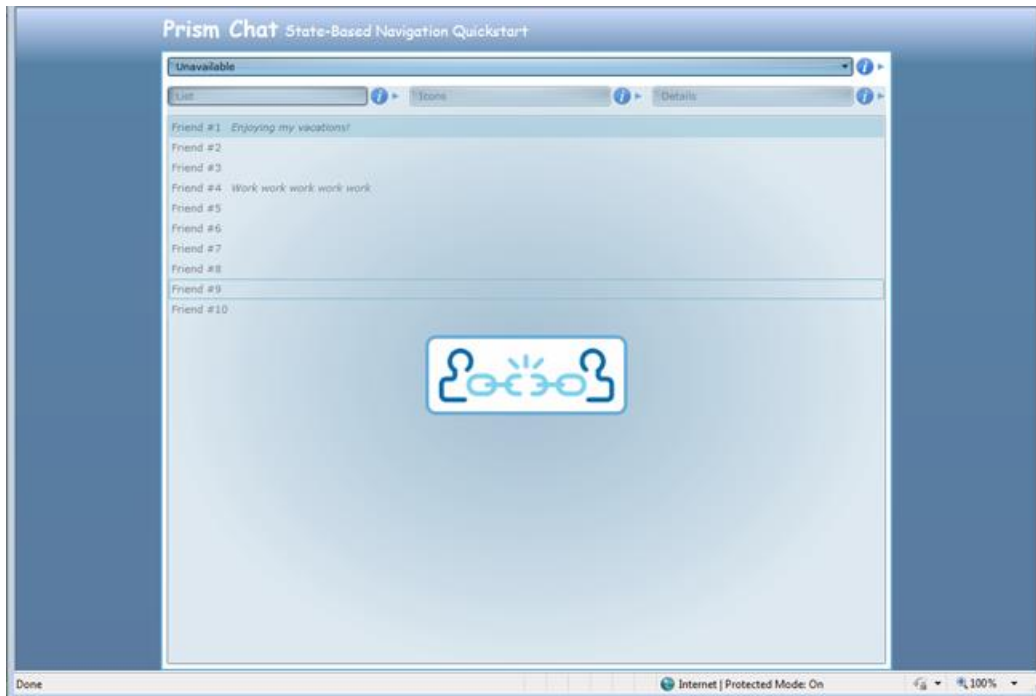 Prism Chat State-Based Navigation Quickstart
Unavailable
List Icons Details
Friend #1 Enjoying my vacations!
Friend #2
Friend #3
Friend #4 Work work work work work
Friend #5
Friend #6
Friend #7
Friend #8
Friend #9
Friend #10
Done Internet | Protected Mode: On 100%